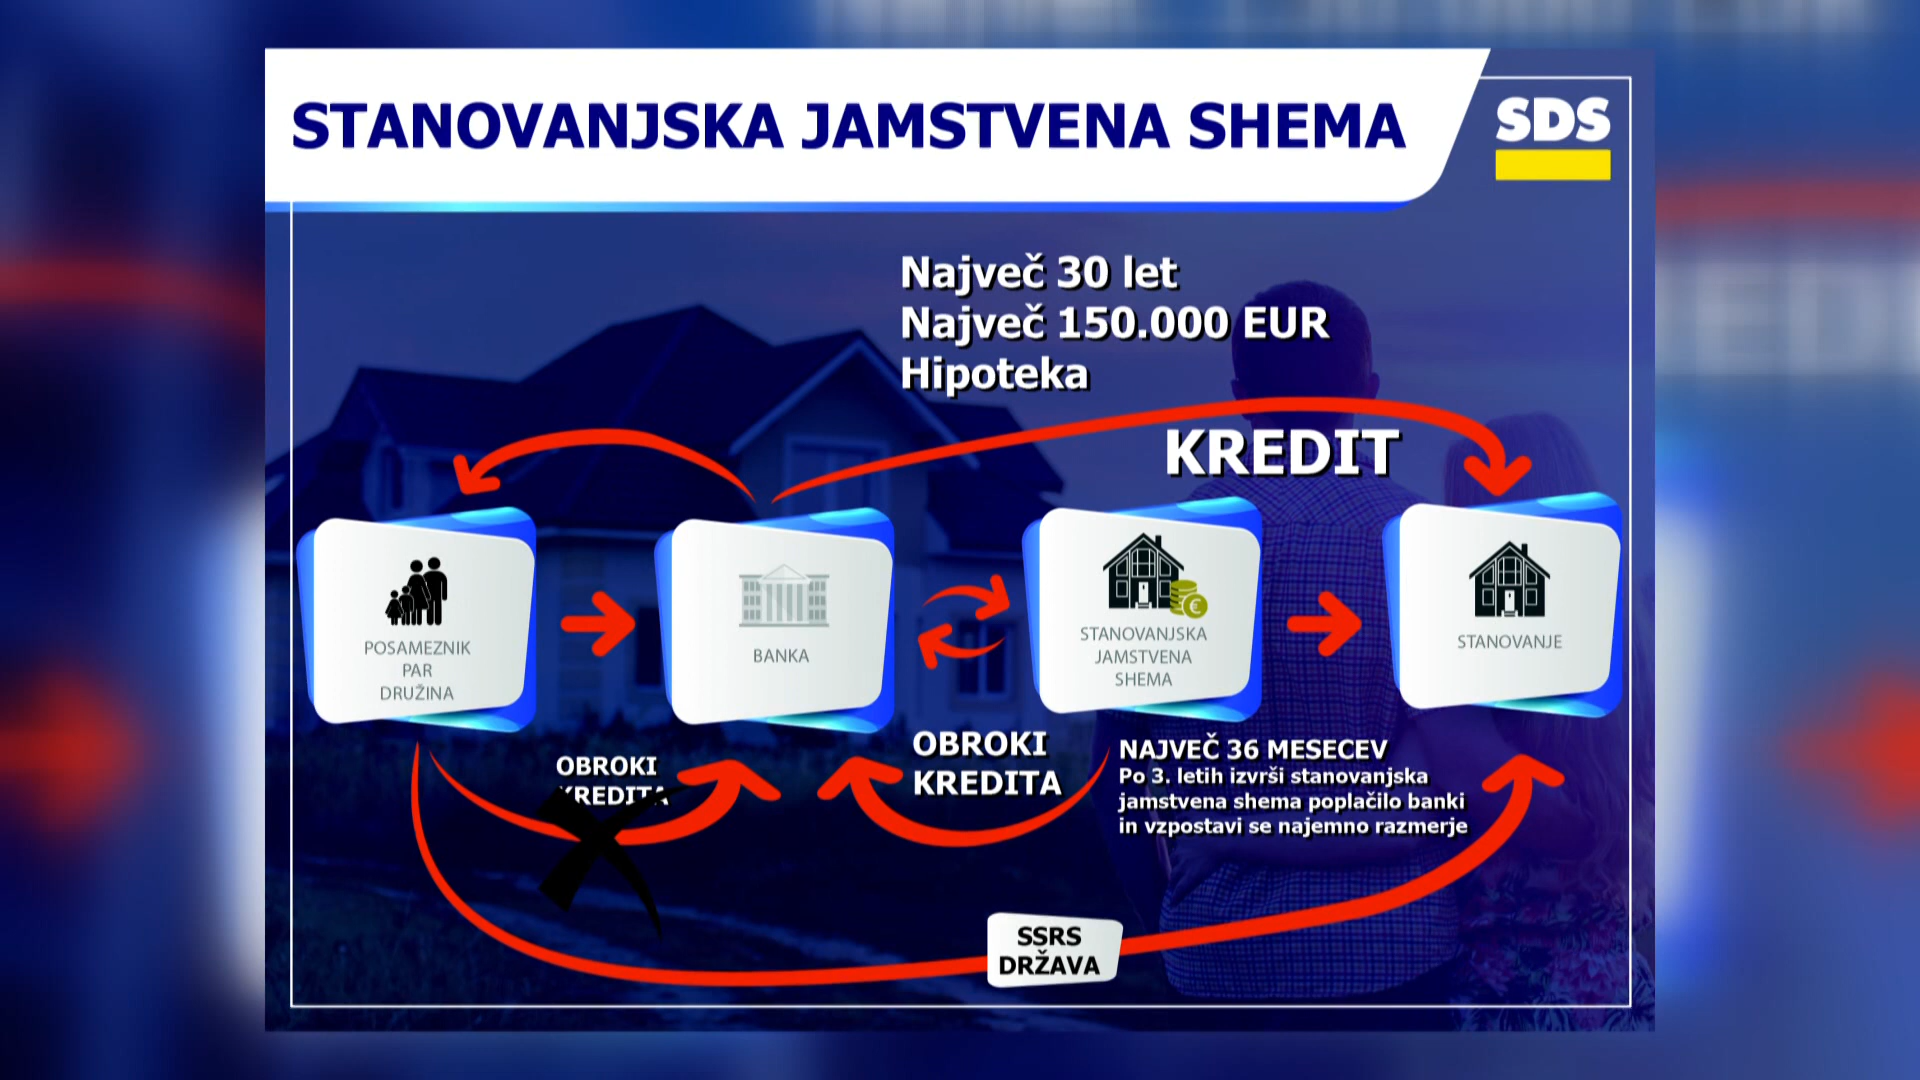 STANOVANJSKA JAMSTVENA SHEMA
SDS
Največ 30 let
Največ 150.000 EUR
Hipoteka
KREDIT
POSAMEZNIK
PAR
DRUŽINA
BANKA
STANOVANJSKA
JAMSTVENA
SHEMA
STANOVANJE
OBROKI
KREDITA
OBROKI
KREDITA
NAJVEČ 36 MESECEV
Po 3. letih izvrši stanovanjska
jamstvena shema poplačilo banki
in vzpostavi se najemno razmerje
SSRS
DRŽAVA